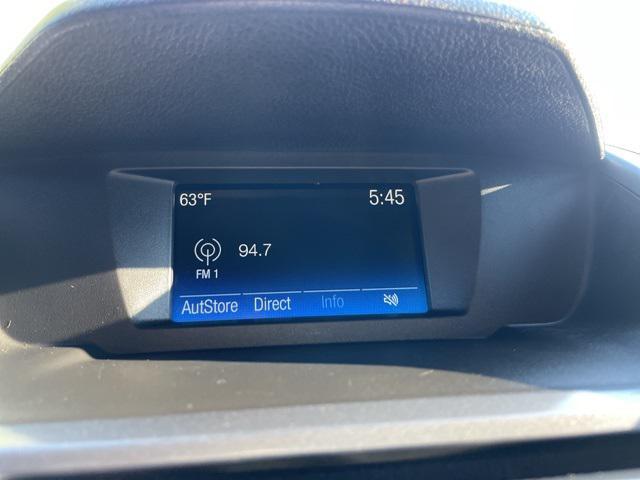 63°F 5:45
94.7
FM 1
AutStore Direct Info